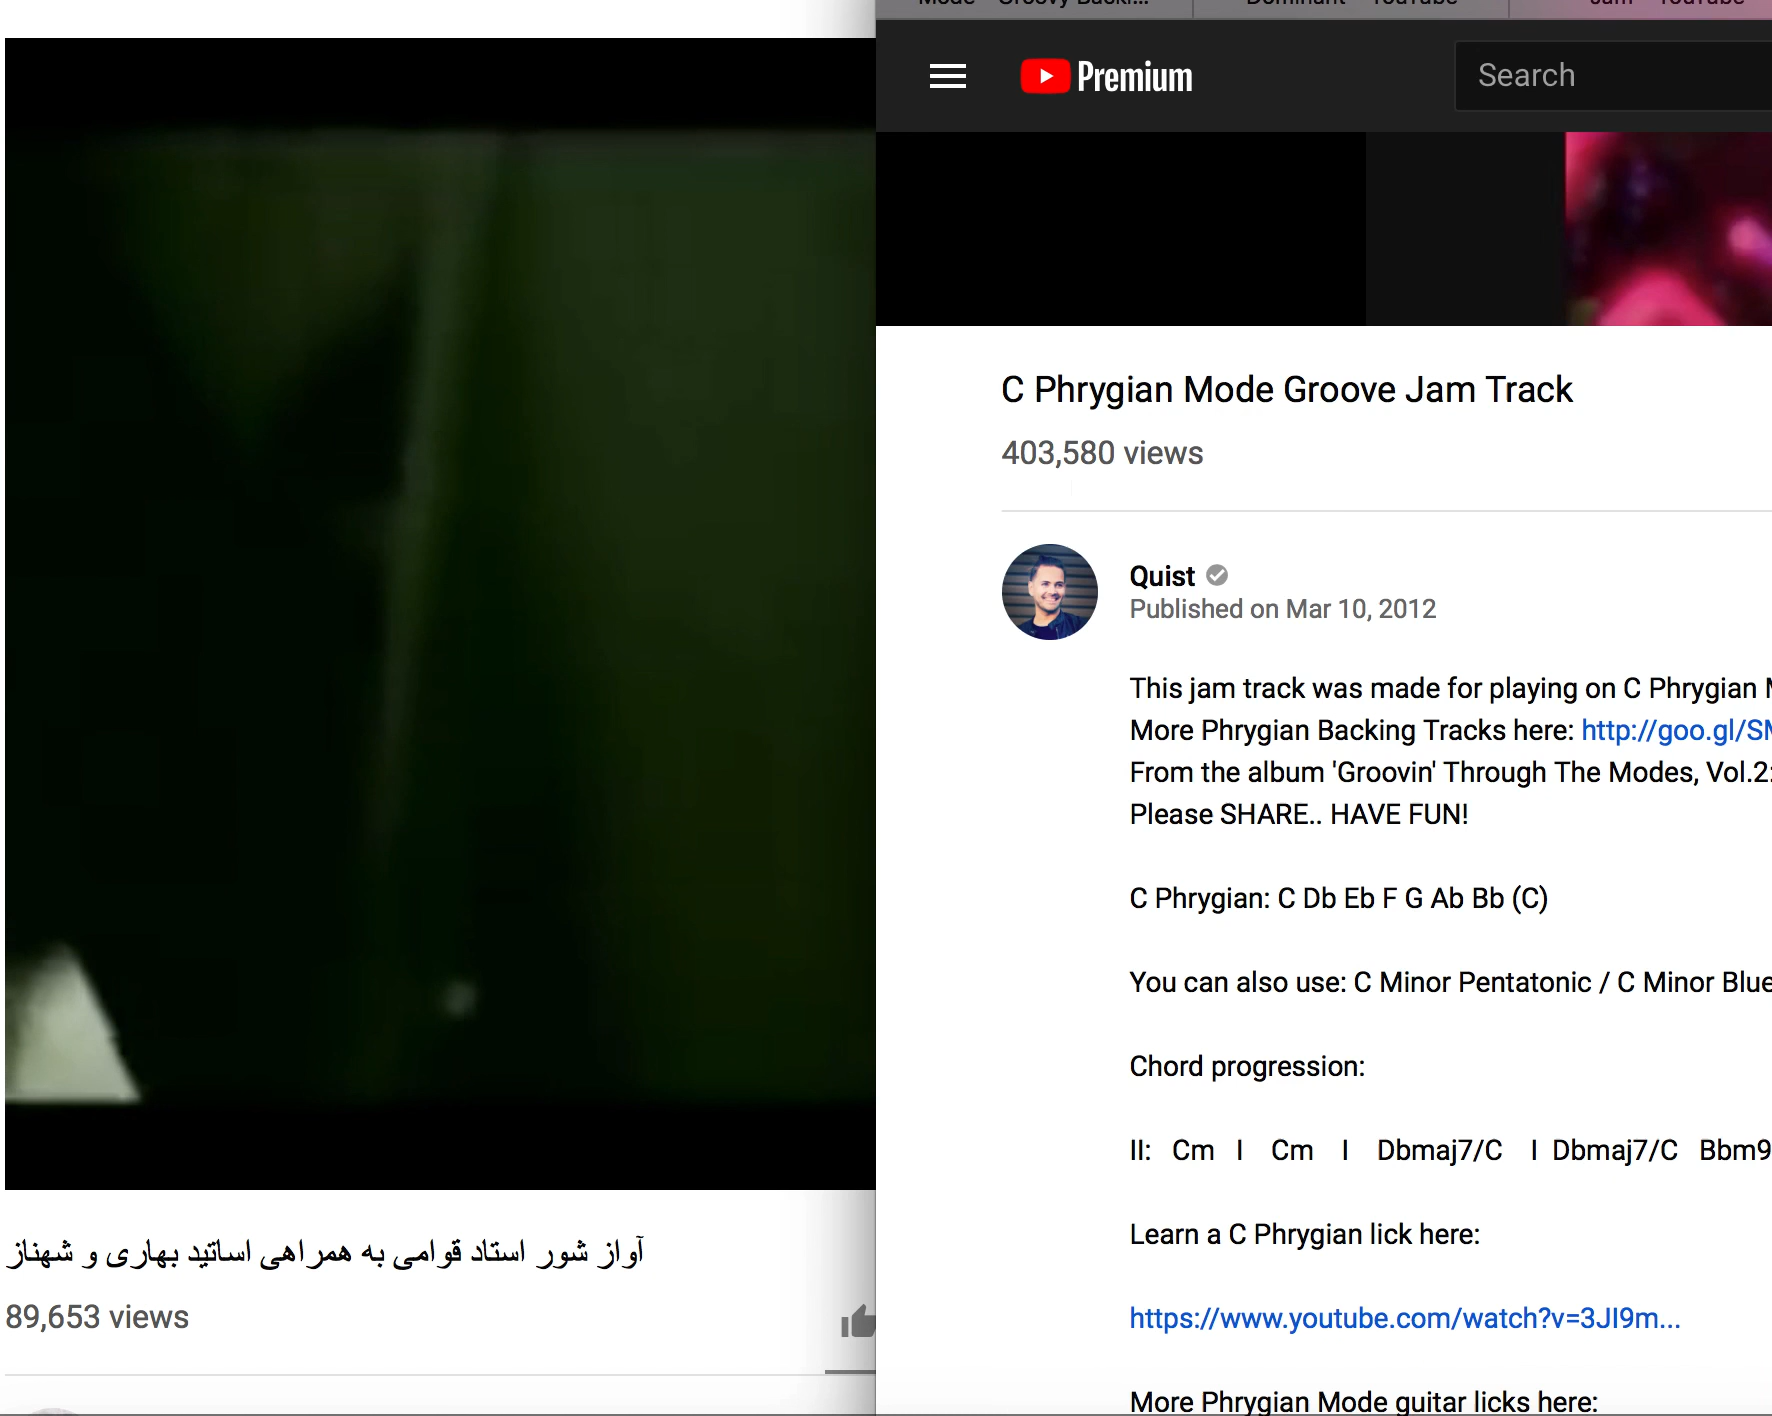 آواز شور استاد قوامی به همراهی اساتید بهاری و شهناز
89,653 views
Premium
Search
C Phrygian Mode Groove Jam Track
403,580 views
Quist
Published on Mar 10, 2012
This jam track was made for playing on C Phrygian
More Phrygian Backing Tracks here: http://goo.gl/SM
From the album 'Groovin' Through The Modes, Vol.2:
Please SHARE.. HAVE FUN!
C Phrygian: C Db Eb F G Ab Bb (C)
You can also use: C Minor Pentatonic / C Minor Blue
Chord progression:
II: Cm I Cm I Dbmaj7/C I Dbmaj7/C Bbm9
Learn a C Phrygian lick here:
https://www.youtube.com/watch?v=3JI9m...
More Phrygian Mode guitar licks here: